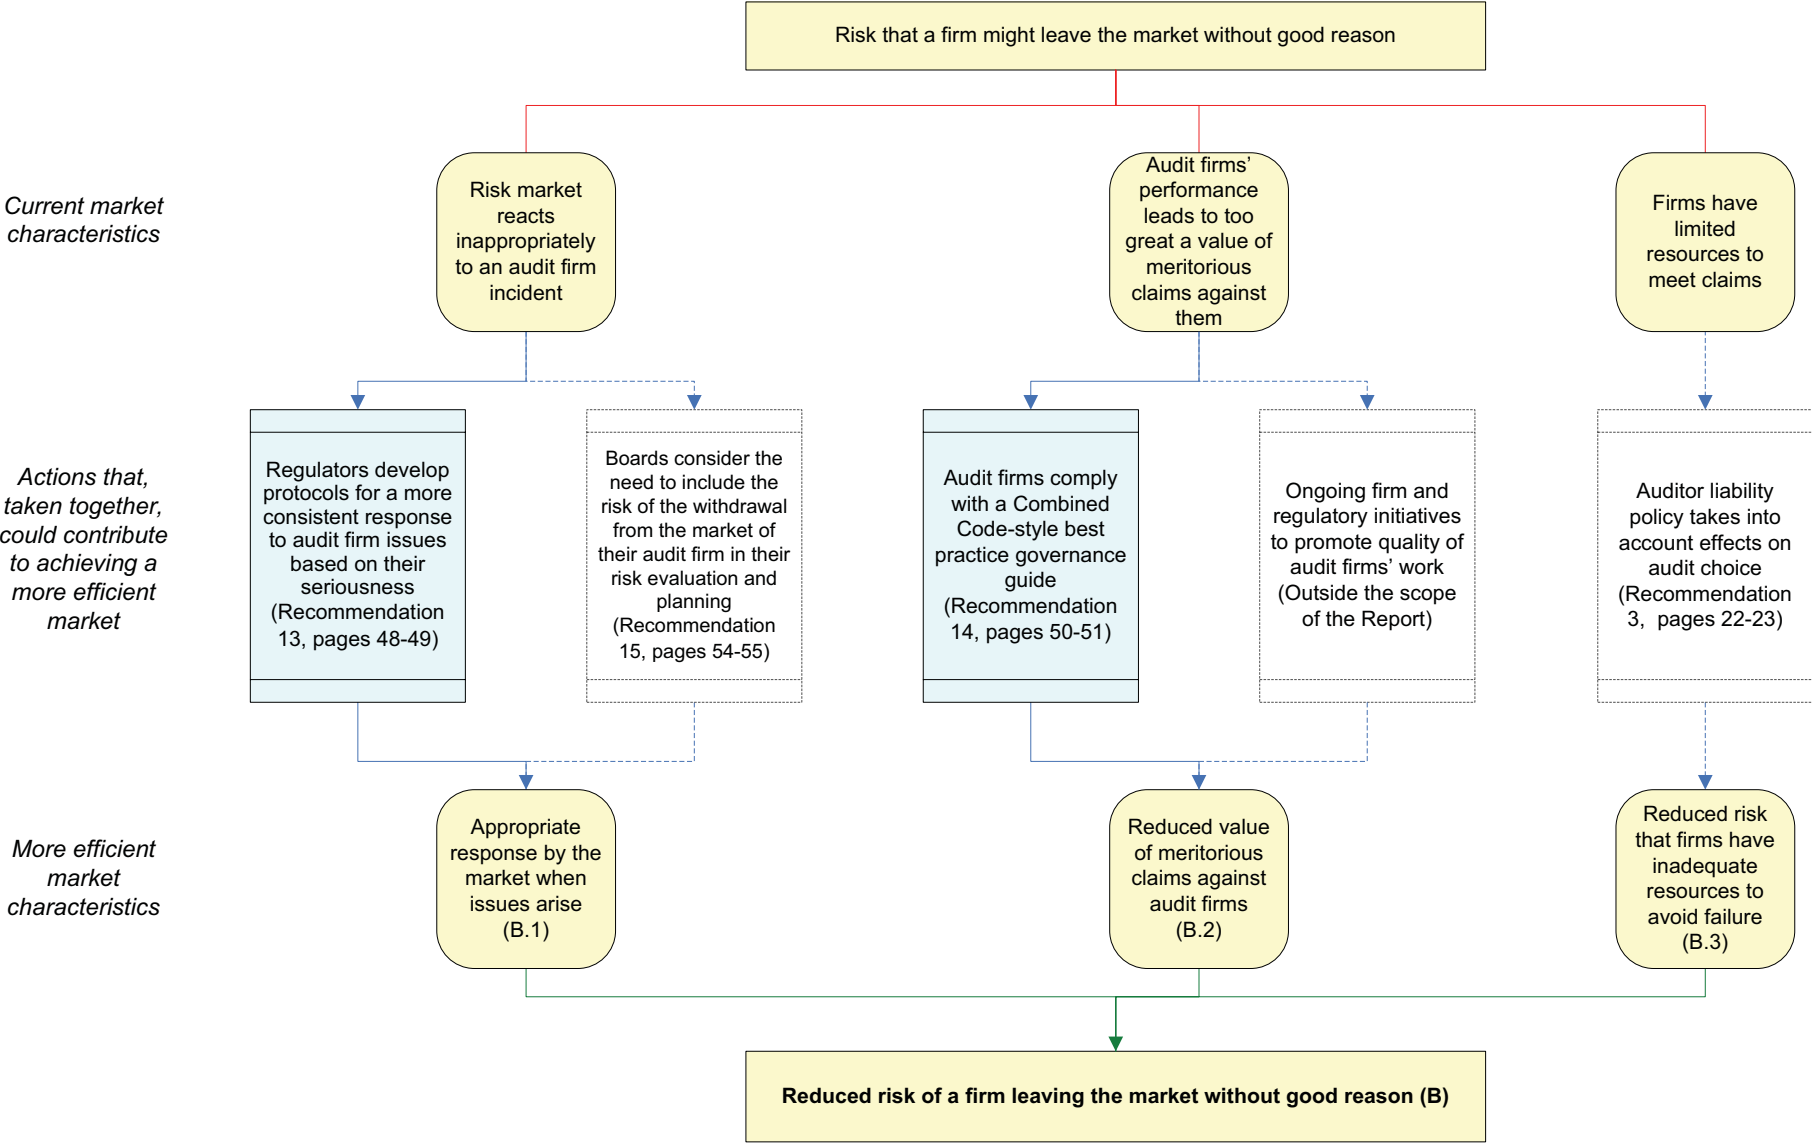 Risk that a firm might leave the market without good reason
Current market
characteristics
Risk market
reacts
inappropriately
to an audit firm
incident
Audit firms’
performance
leads to too
great a value of
meritorious
claims against
them
Firms have
limited
resources to
meet claims
Actions that,
taken together,
could contribute
to achieving a
more efficient
market
Regulators develop
protocols for a more
consistent response
to audit firm issues
based on their
seriousness
(Recommendation
13, pages 48-49)
Boards consider the
need to include the
risk of the withdrawal
from the market of
their audit firm in their
risk evaluation and
planning
(Recommendation
15, pages 54-55)
Audit firms comply
with a Combined
Code-style best
practice governance
guide
(Recommendation
14, pages 50-51)
Ongoing firm and
regulatory initiatives
to promote quality of
audit firms’ work
(Outside the scope
of the Report)
Auditor liability
policy takes into
account effects on
audit choice
(Recommendation
3, pages 22-23)
More efficient
market
characteristics
Appropriate
response by the
market when
issues arise
(B.1)
Reduced value
of meritorious
claims against
audit firms
(B.2)
Reduced risk
that firms have
inadequate
resources to
avoid failure
(B.3)
Reduced risk of a firm leaving the market without good reason (B)